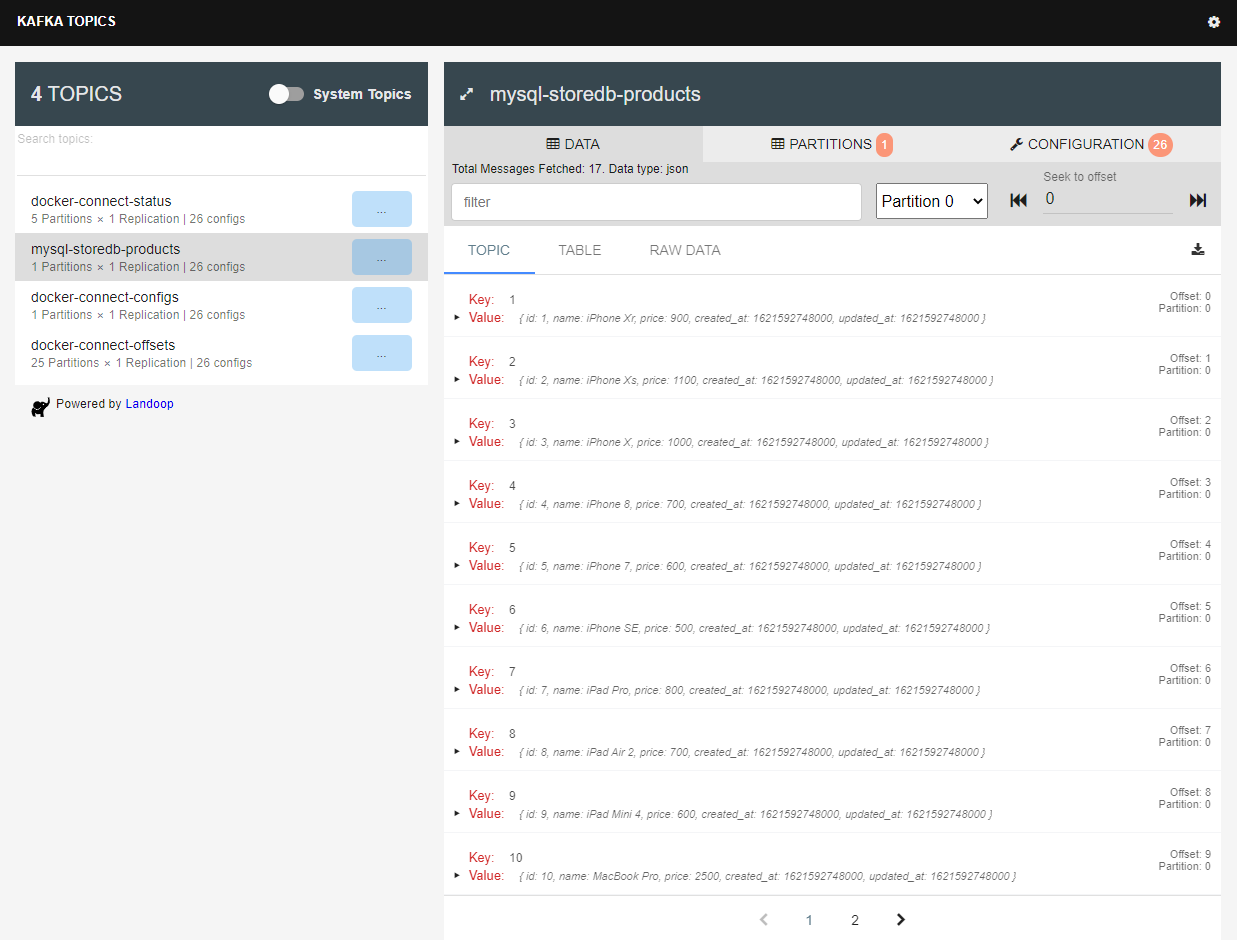 KAFKA TOPICS
4 TOPICS
System Topics
Search topics:
docker-connect-status
5 Partitions × 1 Replication | 26 configs
...
mysql-storedb-products
1 Partitions × 1 Replication | 26 configs
...
docker-connect-configs
1 Partitions × 1 Replication | 26 configs
...
docker-connect-offsets
25 Partitions × 1 Replication | 26 configs
...
Powered by Landoop
mysql-storedb-products
DATA
PARTITIONS 1
CONFIGURATION 26
Total Messages Fetched: 17. Data type: json
filter
Partition 0
Seek to offset
0
TOPIC
TABLE
RAW DATA
Key: 1
Value: { id: 1, name: iPhone Xr, price: 900, created_at: 1621592748000, updated_at: 1621592748000 }
Offset: 0
Partition: 0
Key: 2
Value: { id: 2, name: iPhone Xs, price: 1100, created_at: 1621592748000, updated_at: 1621592748000 }
Offset: 1
Partition: 0
Key: 3
Value: { id: 3, name: iPhone X, price: 1000, created_at: 1621592748000, updated_at: 1621592748000 }
Offset: 2
Partition: 0
Key: 4
Value: { id: 4, name: iPhone 8, price: 700, created_at: 1621592748000, updated_at: 1621592748000 }
Offset: 3
Partition: 0
Key: 5
Value: { id: 5, name: iPhone 7, price: 600, created_at: 1621592748000, updated_at: 1621592748000 }
Offset: 4
Partition: 0
Key: 6
Value: { id: 6, name: iPhone SE, price: 500, created_at: 1621592748000, updated_at: 1621592748000 }
Offset: 5
Partition: 0
Key: 7
Value: { id: 7, name: iPad Pro, price: 800, created_at: 1621592748000, updated_at: 1621592748000 }
Offset: 6
Partition: 0
Key: 8
Value: { id: 8, name: iPad Air 2, price: 700, created_at: 1621592748000, updated_at: 1621592748000 }
Offset: 7
Partition: 0
Key: 9
Value: { id: 9, name: iPad Mini 4, price: 600, created_at: 1621592748000, updated_at: 1621592748000 }
Offset: 8
Partition: 0
Key: 10
Value: { id: 10, name: MacBook Pro, price: 2500, created_at: 1621592748000, updated_at: 1621592748000 }
Offset: 9
Partition: 0
1
2